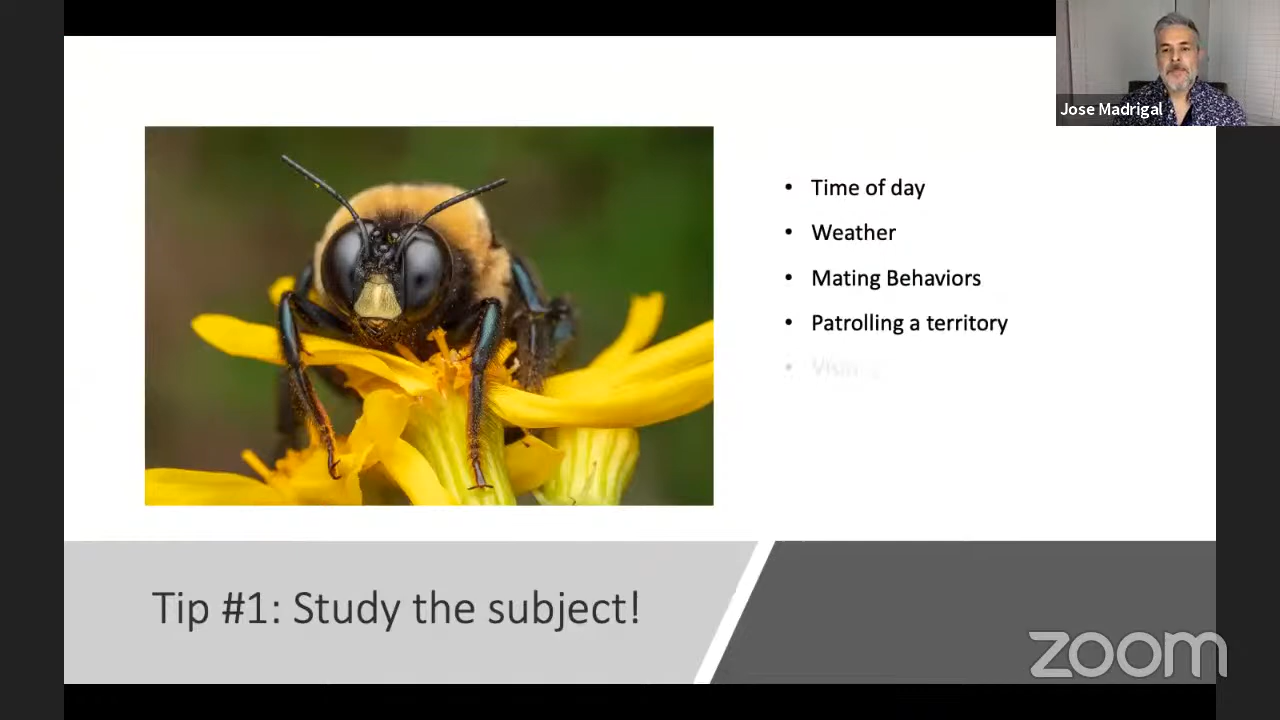 Jose Madrigal
• Time of day
• Weather
• Mating Behaviors
• Patrolling a territory
Tip #1: Study the subject!
zoom